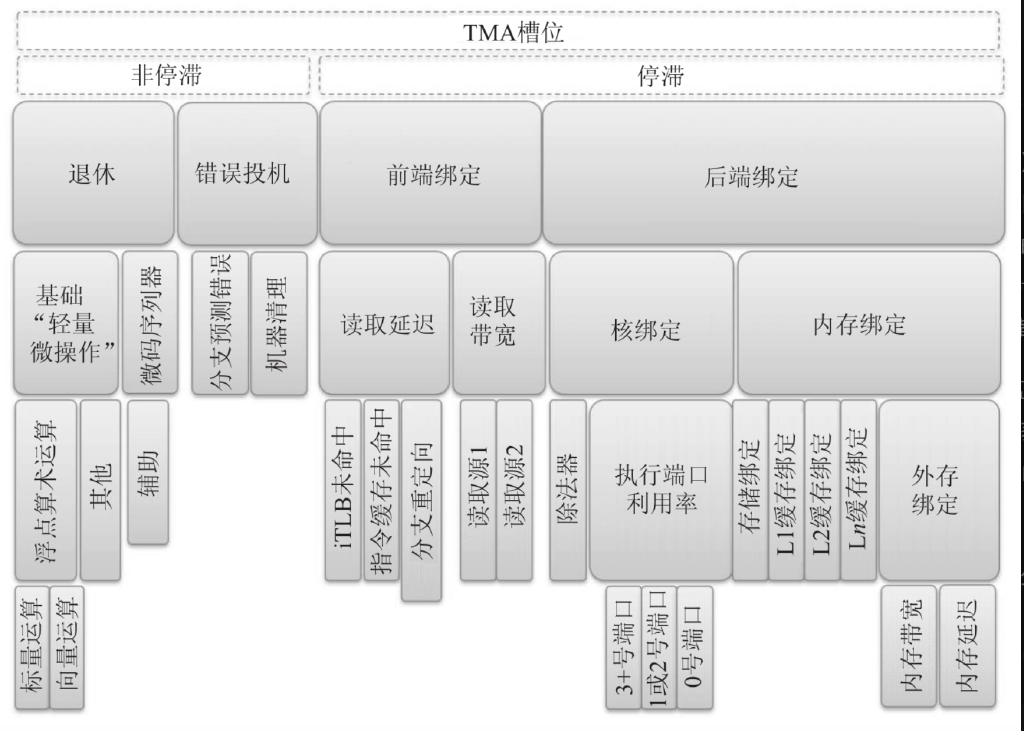 TMA槽位
非停滞
停滞
退休
错误投机
前端绑定
后端绑定
基础
“轻量
微操作”
微码序列器
分支预测错误
机器清理
读取延迟
读取
带宽
核绑定
内存绑定
浮点算术运算
其他
辅助
iTLB未命中
指令缓存未命中
分支重定向
读取源1
读取源2
除法器
执行端口
利用率
存储绑定
L1缓存绑定
L2缓存绑定
Ln缓存绑定
外存
绑定
标量运算
向量运算
3+号端口
1或2号端口
0号端口
内存带宽
内存延迟